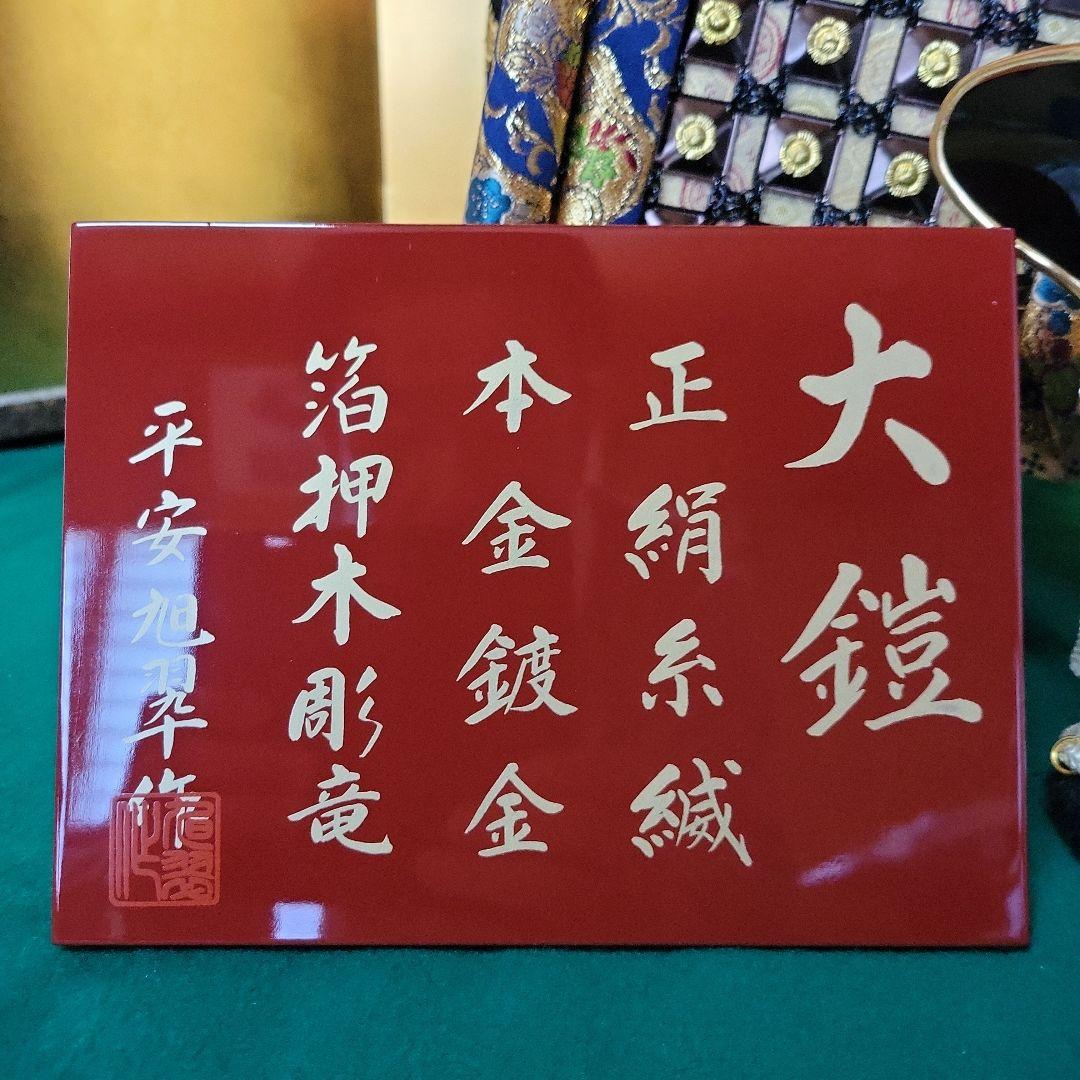 大鎧
正絹糸縅
本金鍍金
箔押木彫竜
平安旭翠作